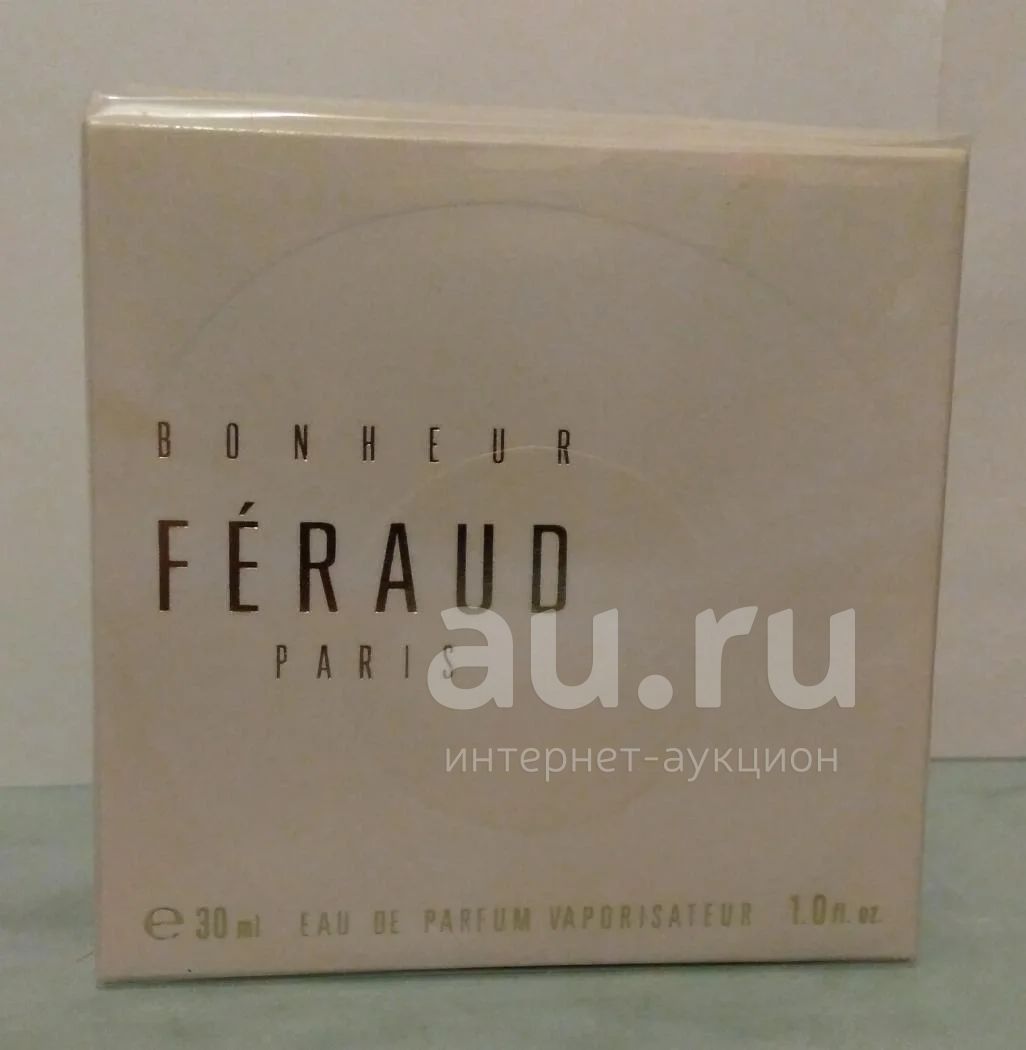 BONHEUR
FÉRAUD
PARIS
au.ru
интернет-аукцион
℮ 30 ml EAU DE PARFUM VAPORISATEUR 1.0 fl. oz.